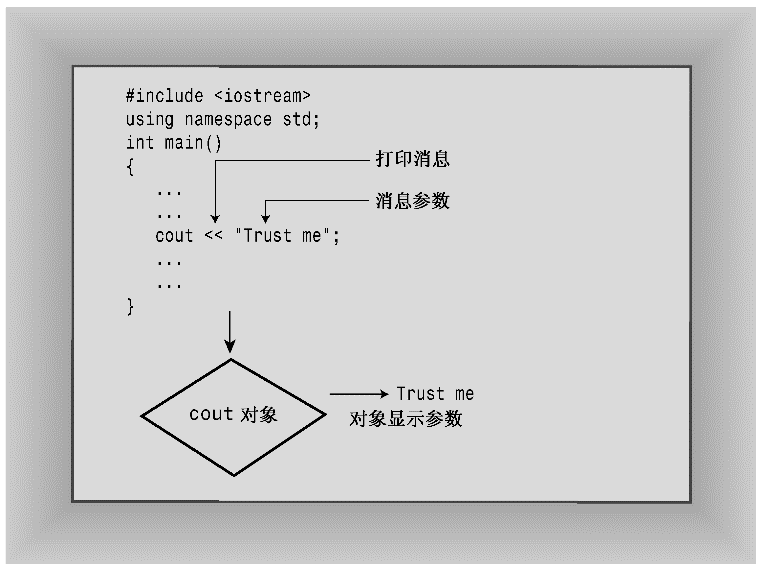 #include <iostream>
using namespace std;
int main()
{
打印消息
...
消息参数
...
cout << "Trust me";
...
...
}
cout 对象
Trust me
对象显示参数